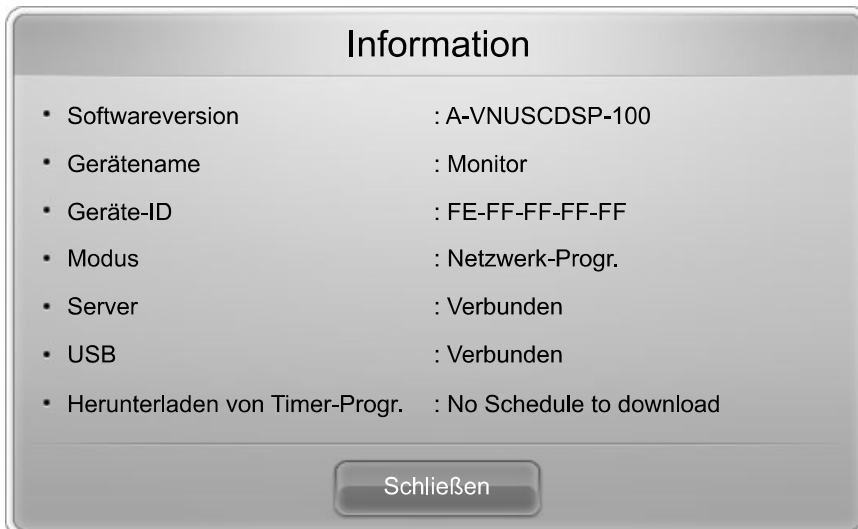 Information
• Softwareversion : A-VNUSCDSP-100
• Gerätename : Monitor
• Geräte-ID : FE-FF-FF-FF-FF
• Modus : Netzwerk-Progr.
• Server : Verbunden
• USB : Verbunden
• Herunterladen von Timer-Progr. : No Schedule to download
Schließen